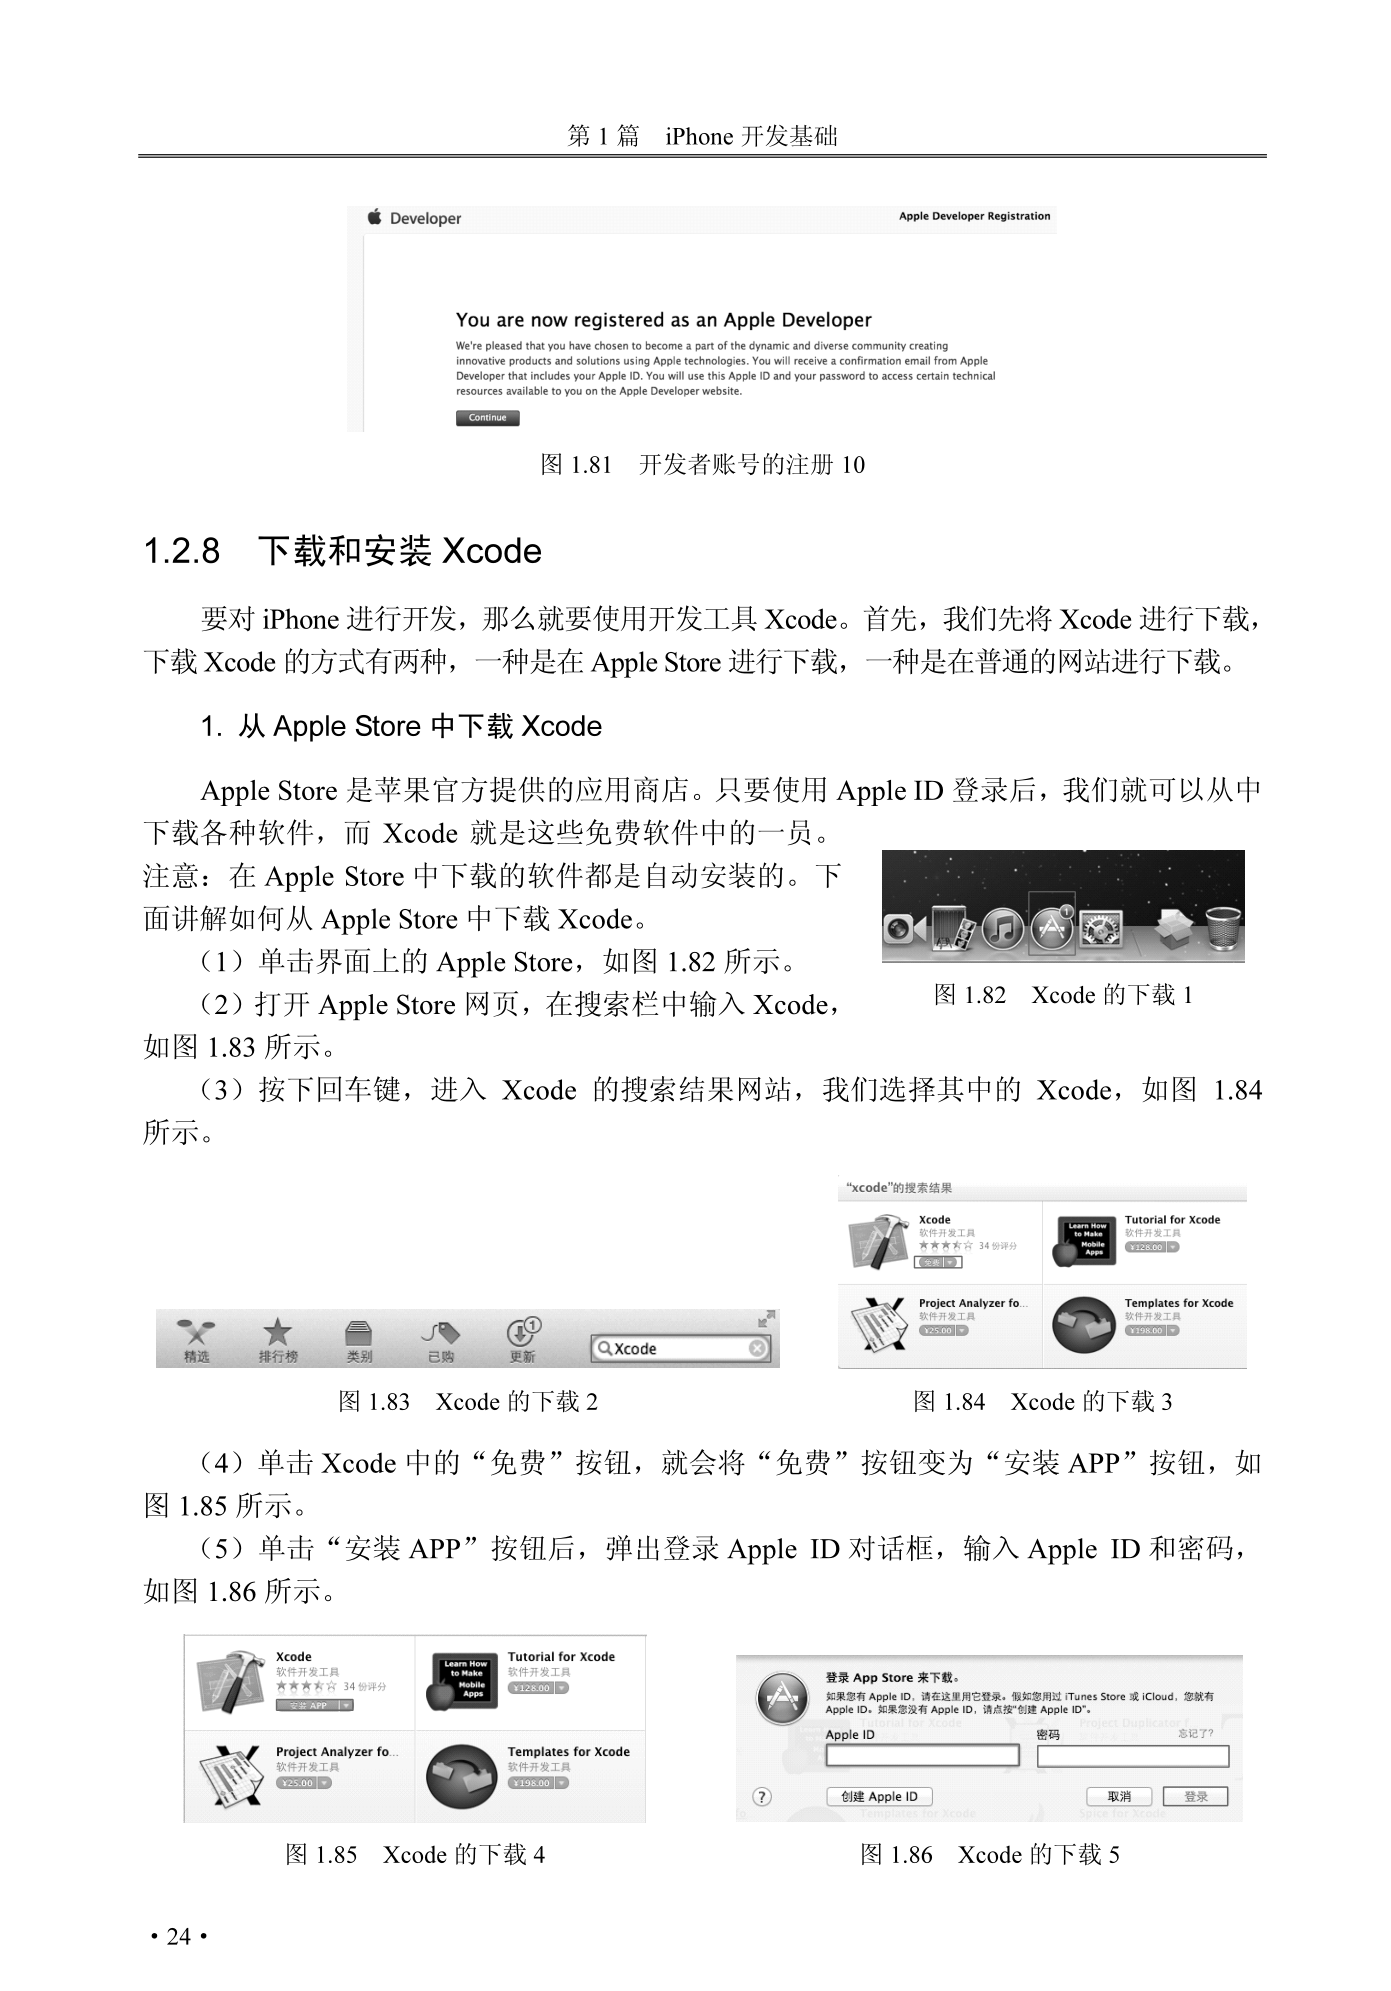 第 1 篇　iPhone 开发基础
Developer
Apple Developer Registration
You are now registered as an Apple Developer
We're pleased that you have chosen to become a part of the dynamic and diverse community creating
innovative products and solutions using Apple technologies. You will receive a confirmation email from Apple
Developer that includes your Apple ID. You will use this Apple ID and your password to access certain technical
resources available to you on the Apple Developer website.
Continue
图 1.81　开发者账号的注册 10
1.2.8　下载和安装 Xcode
要对 iPhone 进行开发，那么就要使用开发工具 Xcode。首先，我们先将 Xcode 进行下载，
下载 Xcode 的方式有两种，一种是在 Apple Store 进行下载，一种是在普通的网站进行下载。
1. 从 Apple Store 中下载 Xcode
Apple Store 是苹果官方提供的应用商店。只要使用 Apple ID 登录后，我们就可以从中
下载各种软件，而 Xcode 就是这些免费软件中的一员。
注意：在 Apple Store 中下载的软件都是自动安装的。下
面讲解如何从 Apple Store 中下载 Xcode。
（1）单击界面上的 Apple Store，如图 1.82 所示。
（2）打开 Apple Store 网页，在搜索栏中输入 Xcode，
如图 1.83 所示。
1
图 1.82　Xcode 的下载 1
（3）按下回车键，进入 Xcode 的搜索结果网站，我们选择其中的 Xcode，如图 1.84
所示。
精选
排行榜
类别
已购
1
更新
Xcode
图 1.83　Xcode 的下载 2
“xcode”的搜索结果
Xcode
软件开发工具
34 份评分
安装
Tutorial for Xcode
软件开发工具
¥128.00
Learn How
to Make
Mobile
Apps
Project Analyzer fo...
软件开发工具
¥25.00
Templates for Xcode
软件开发工具
¥198.00
图 1.84　Xcode 的下载 3
（4）单击 Xcode 中的“免费”按钮，就会将“免费”按钮变为“安装 APP”按钮，如
图 1.85 所示。
（5）单击“安装 APP”按钮后，弹出登录 Apple ID 对话框，输入 Apple ID 和密码，
如图 1.86 所示。
Xcode
软件开发工具
34 份评分
安装 APP
Learn How
to Make
Mobile
Apps
Tutorial for Xcode
软件开发工具
¥128.00
Project Analyzer fo...
软件开发工具
¥25.00
Templates for Xcode
软件开发工具
¥198.00
图 1.85　Xcode 的下载 4
登录 App Store 来下载。
如果您有 Apple ID，请在这里用它登录。假如您用过 iTunes Store 或 iCloud，您就有
Apple ID。如果您没有 Apple ID，请点按“创建 Apple ID”。
Tutorial for Xcode
Project Duplicator f
Apple ID
密码
忘记了?
?
创建 Apple ID
取消
登录
Templates for Xcode
Spice for Xcode
图 1.86　Xcode 的下载 5
· 24 ·